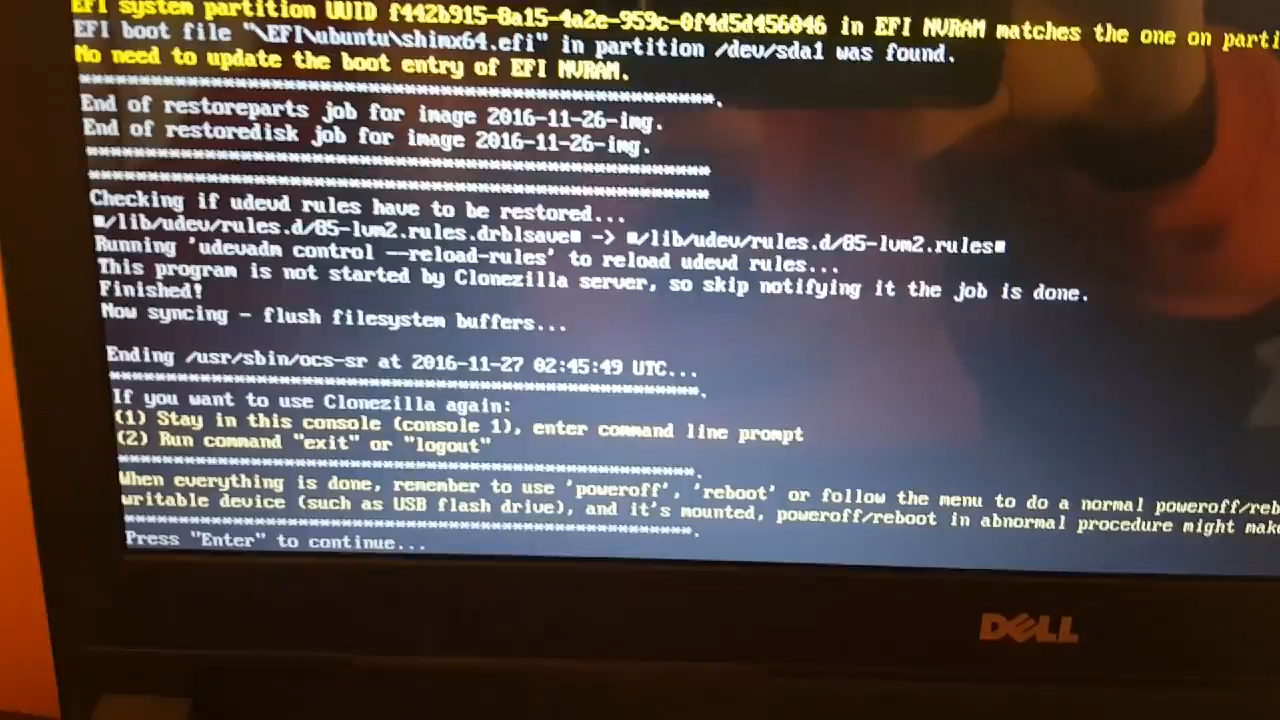 EFI system partition UUID f442b915-8a15-4a2e-959c-0f4d5d456046 in EFI NVRAM matches the one on parti
EFI boot file "\EFI\ubuntu\shimx64.efi" in partition /dev/sda1 was found.
No need to update the boot entry of EFI NVRAM.
*****************************************************.
End of restoreparts job for image 2016-11-26-img.
End of restoredisk job for image 2016-11-26-img.
*****************************************************
*****************************************************
Checking if udevd rules have to be restored...
■/lib/udev/rules.d/85-lvm2.rules.drblsave■ -> ■/lib/udev/rules.d/85-lvm2.rules■
Running 'udevadm control --reload-rules' to reload udevd rules...
This program is not started by Clonezilla server, so skip notifying it the job is done.
Finished!
Now syncing - flush filesystem buffers...
Ending /usr/sbin/ocs-sr at 2016-11-27 02:45:49 UTC...
*****************************************************.
If you want to use Clonezilla again:
(1) Stay in this console (console 1), enter command line prompt
(2) Run command "exit" or "logout"
*****************************************************.
When everything is done, remember to use 'poweroff', 'reboot' or follow the menu to do a normal poweroff/reb
writable device (such as USB flash drive), and it's mounted, poweroff/reboot in abnormal procedure might make
*****************************************************.
Press "Enter" to continue...
DELL